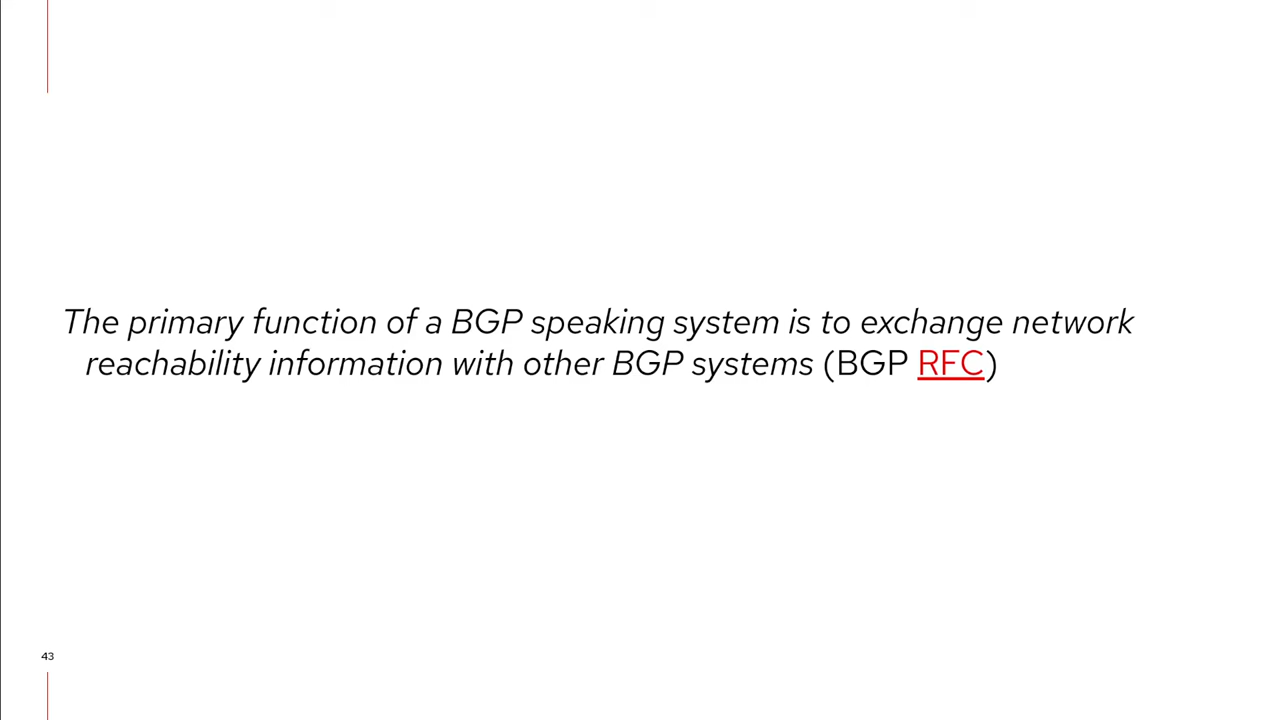 The primary function of a BGP speaking system is to exchange network
reachability information with other BGP systems (BGP RFC)
43